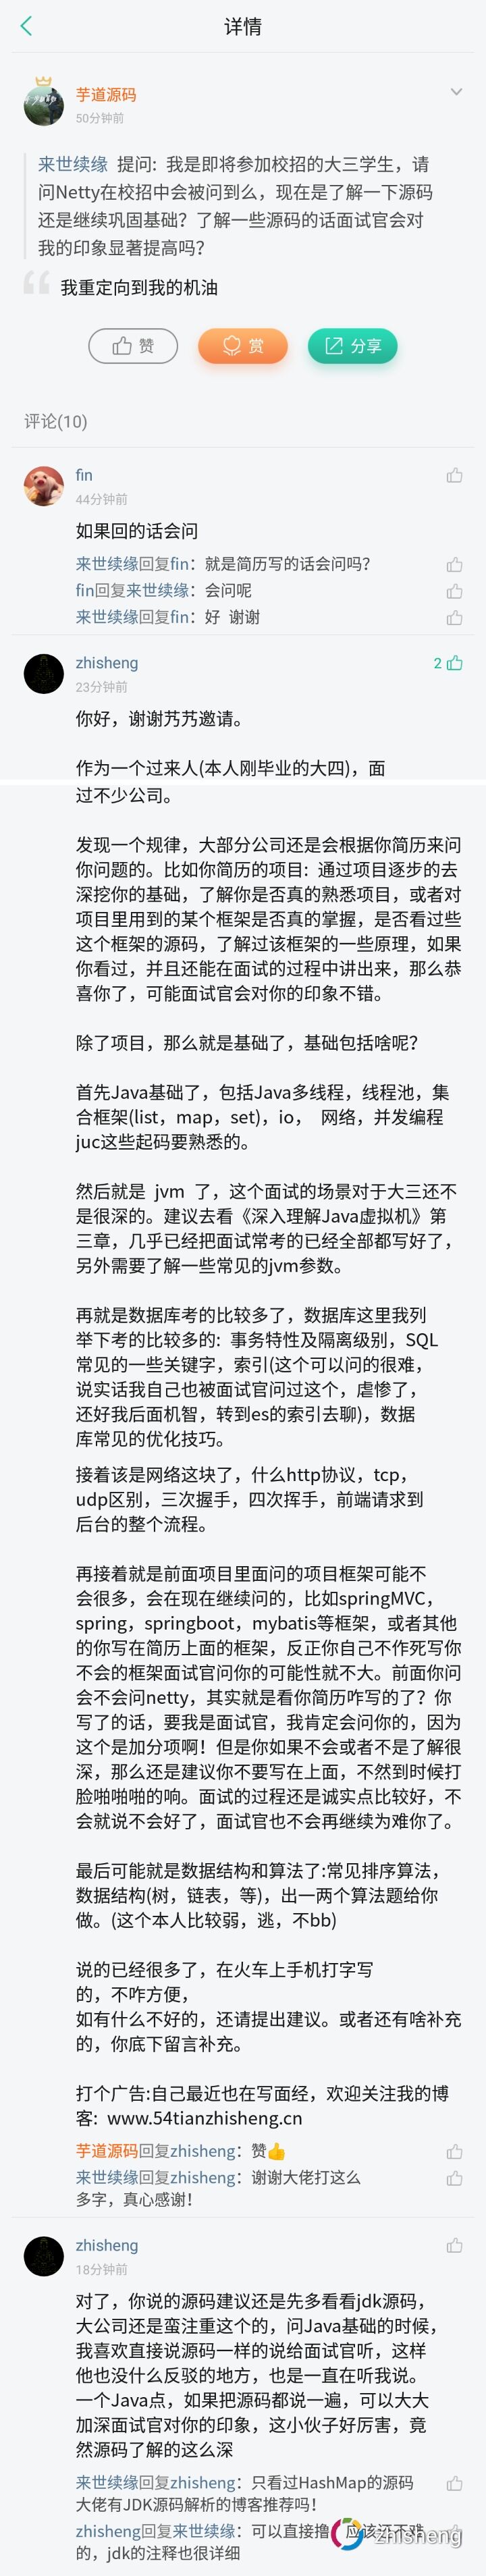 详情
芋道源码
50分钟前
来世续缘 提问: 我是即将参加校招的大三学生，请
问Netty在校招中会被问到么，现在是了解一下源码
还是继续巩固基础？了解一些源码的话面试官会对
我的印象显著提高吗?
我重定向到我的机油
赞
赏
分享
评论(10)
fin
44分钟前
如果回的话会问
来世续缘回复fin：就是简历写的话会问吗?
fin回复来世续缘：会问呢
来世续缘回复fin：好 谢谢
zhisheng
2
23分钟前
你好，谢谢艿艿邀请。
作为一个过来人(本人刚毕业的大四)，面
过不少公司。
发现一个规律，大部分公司还是会根据你简历来问
你问题的。比如你简历的项目: 通过项目逐步的去
深挖你的基础，了解你是否真的熟悉项目，或者对
项目里用到的某个框架是否真的掌握，是否看过些
这个框架的源码，了解过该框架的一些原理，如果
你看过，并且还能在面试的过程中讲出来，那么恭
喜你了，可能面试官会对你的印象不错。
除了项目，那么就是基础了，基础包括啥呢?
首先Java基础了，包括Java多线程，线程池，集
合框架(list，map，set)，io， 网络，并发编程
juc这些起码要熟悉的。
然后就是 jvm 了，这个面试的场景对于大三还不
是很深的。建议去看《深入理解Java虚拟机》第
三章，几乎已经把面试常考的已经全部都写好了，
另外需要了解一些常见的jvm参数。
再就是数据库考的比较多了，数据库这里我列
举下考的比较多的: 事务特性及隔离级别，SQL
常见的一些关键字，索引(这个可以问的很难，
说实话我自己也被面试官问过这个，虐惨了，
还好我后面机智，转到es的索引去聊)，数据
库常见的优化技巧。
接着该是网络这块了，什么http协议，tcp，
udp区别，三次握手，四次挥手，前端请求到
后台的整个流程。
再接着就是前面项目里面问的项目框架可能不
会很多，会在现在继续问的，比如springMVC，
spring，springboot，mybatis等框架，或者其他
的你写在简历上面的框架，反正你自己不作死写你
不会的框架面试官问你的可能性就不大。前面你问
会不会问netty，其实就是看你简历咋写的了？你
写了的话，要我是面试官，我肯定会问你的，因为
这个是加分项啊！但是你如果不会或者不是了解很
深，那么还是建议你不要写在上面，不然到时候打
脸啪啪啪的响。面试的过程还是诚实点比较好，不
会就说不会好了，面试官也不会再继续为难你了。
最后可能就是数据结构和算法了:常见排序算法，
数据结构(树，链表，等)，出一两个算法题给你
做。(这个本人比较弱，逃，不bb)
说的已经很多了，在火车上手机打字写
的，不咋方便，
如有什么不好的，还请提出建议。或者还有啥补充
的，你底下留言补充。
打个广告:自己最近也在写面经，欢迎关注我的博
客: www.54tianzhisheng.cn
芋道源码回复zhisheng：赞👍
来世续缘回复zhisheng：谢谢大佬打这么
多字，真心感谢！
zhisheng
18分钟前
对了，你说的源码建议还是先多看看jdk源码，
大公司还是蛮注重这个的，问Java基础的时候，
我喜欢直接说源码一样的说给面试官听，这样
他也没什么反驳的地方，也是一直在听我说。
一个Java点，如果把源码都说一遍，可以大大
加深面试官对你的印象，这小伙子好厉害，竟
然源码了解的这么深
来世续缘回复zhisheng：只看过HashMap的源码
大佬有JDK源码解析的博客推荐吗！
zhisheng回复来世续缘：可以直接撸，应该还不难
的，jdk的注释也很详细
zhisheng